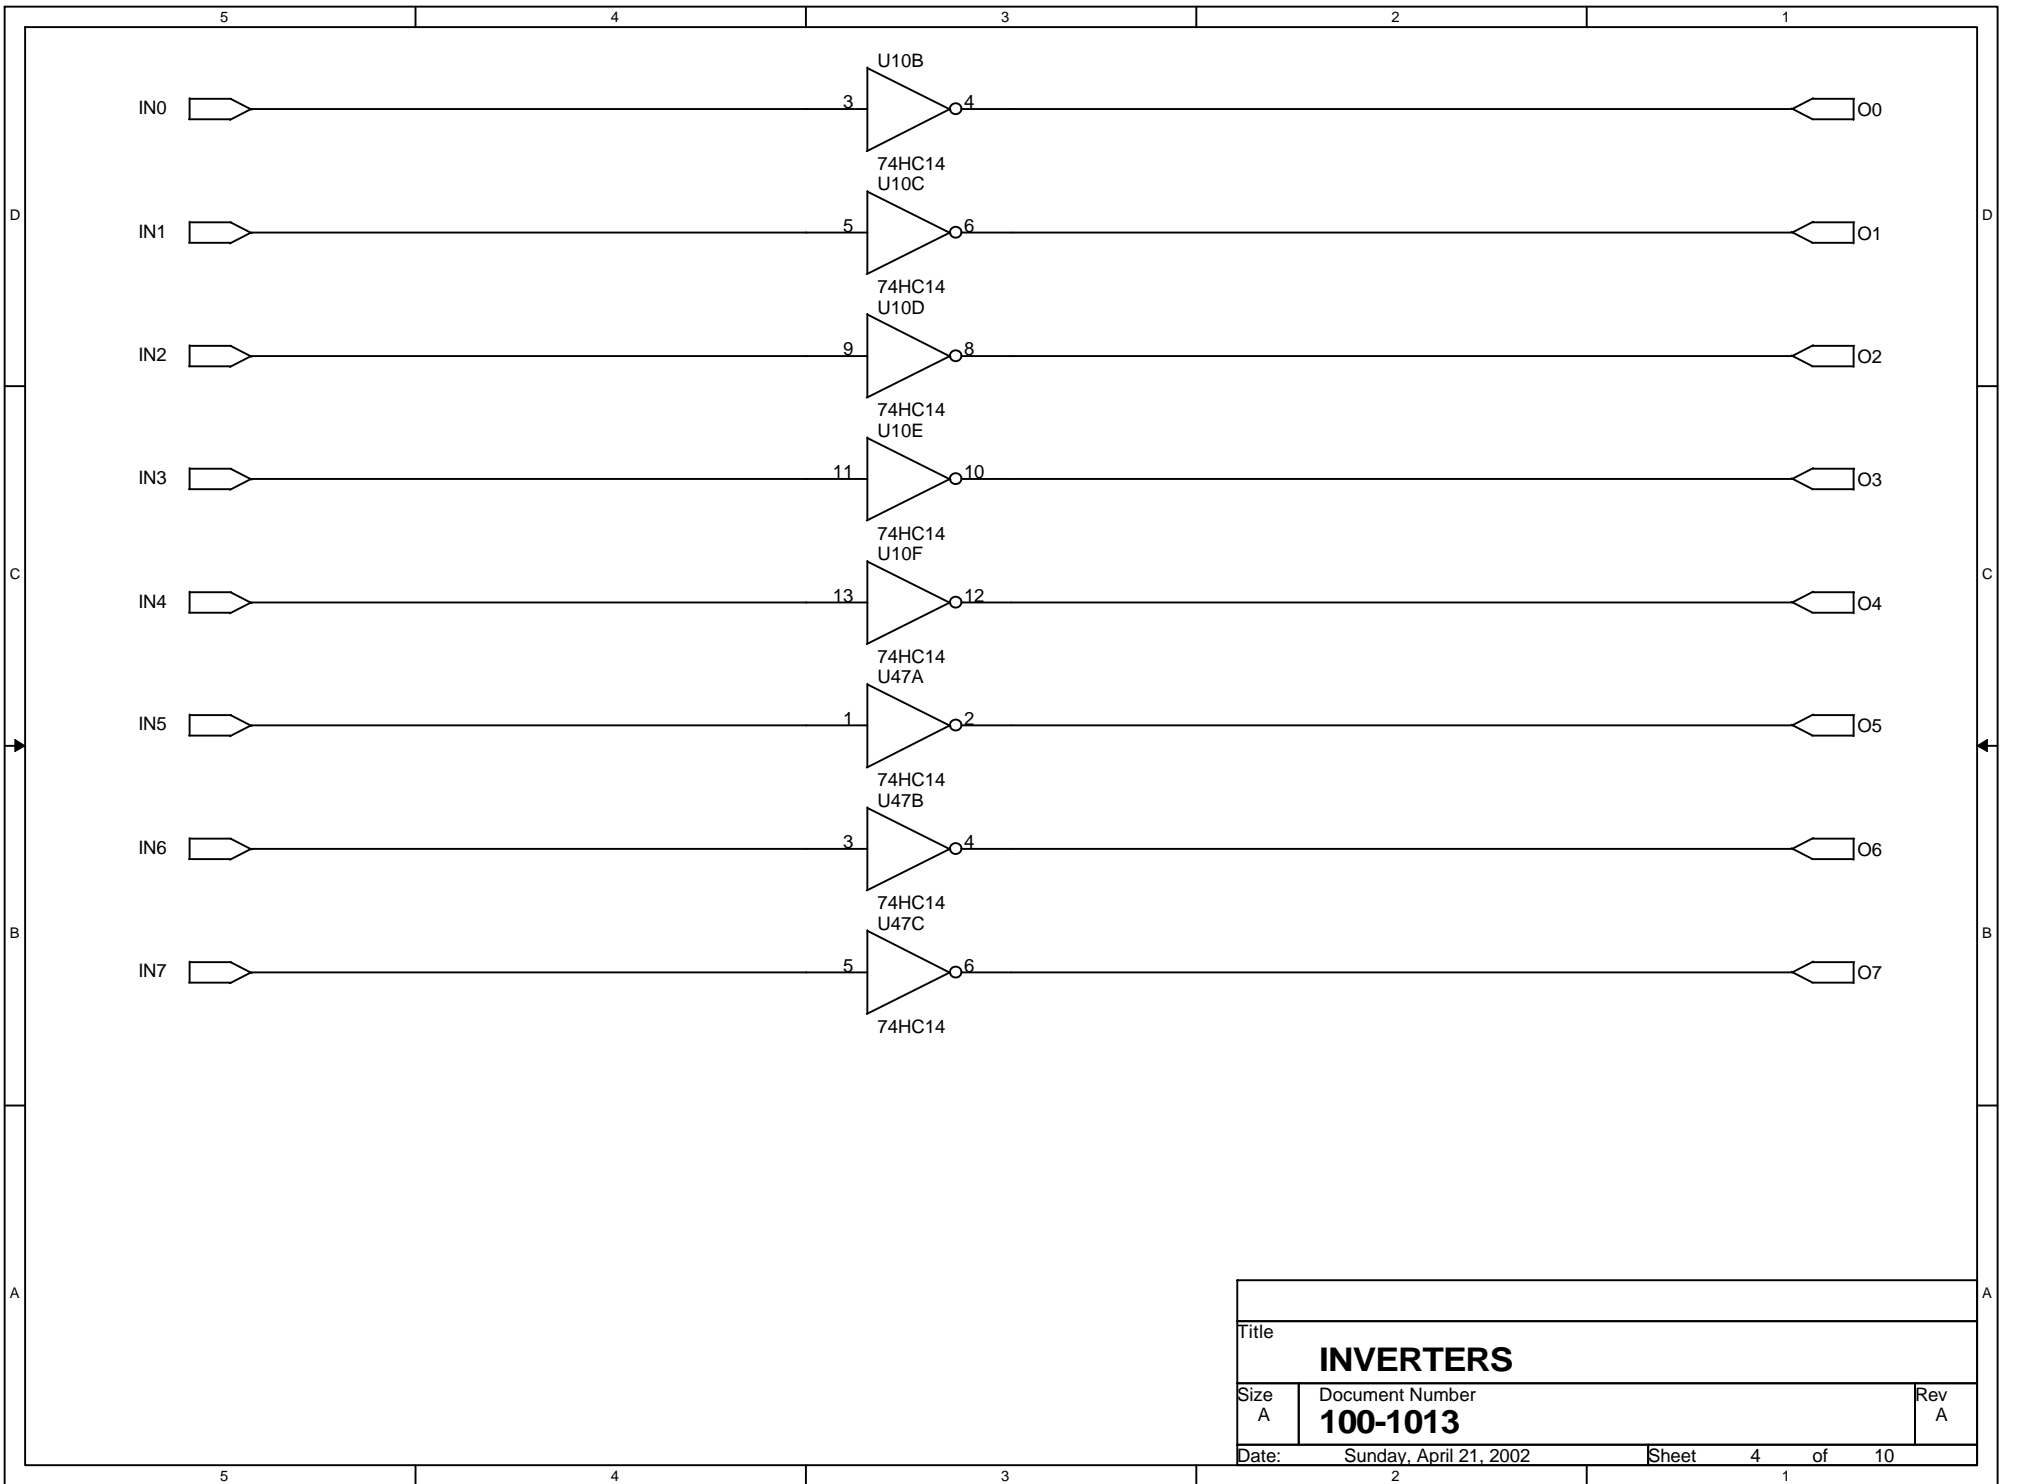 5 4 3 2 1
U10B
IN0 3 4 O0
74HC14
U10C
D IN1 5 6 O1 D
74HC14
U10D
IN2 9 8 O2
74HC14
U10E
IN3 11 10 O3
74HC14
U10F
C C
IN4 13 12 O4
74HC14
U47A
IN5 1 2 O5
74HC14
U47B
IN6 3 4 O6
74HC14
U47C
B B
IN7 5 6 O7
74HC14
A A
Title
INVERTERS
Size Document Number Rev
A 100-1013 A
Date: Sunday, April 21, 2002 Sheet 4 of 10
5 4 3 2 1